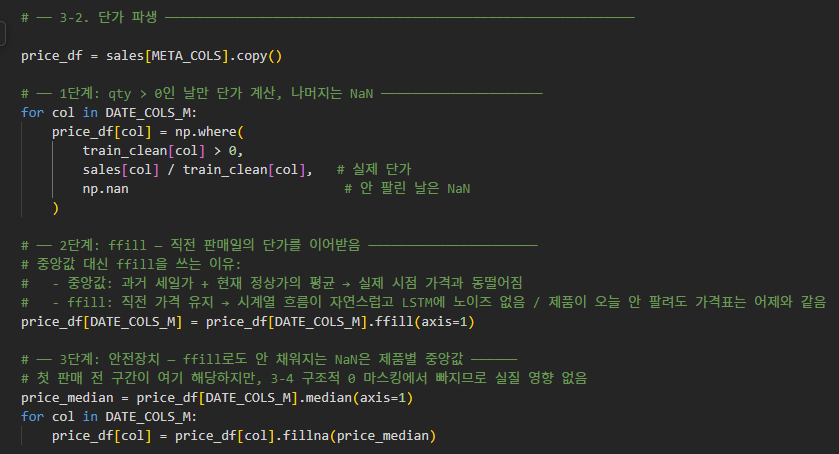 # ── 3-2. 단가 파생 ──────────────────────────────────────────────────────────
price_df = sales[META_COLS].copy()
# ── 1단계: qty > 0인 날만 단가 계산, 나머지는 NaN ────────────────────
for col in DATE_COLS_M:
    price_df[col] = np.where(
        train_clean[col] > 0,
        sales[col] / train_clean[col],   # 실제 단가
        np.nan                           # 안 팔린 날은 NaN
    )
# ── 2단계: ffill — 직전 판매일의 단가를 이어받음 ─────────────────────
# 중앙값 대신 ffill을 쓰는 이유:
#   - 중앙값: 과거 세일가 + 현재 정상가의 평균 → 실제 시점 가격과 동떨어짐
#   - ffill: 직전 가격 유지 → 시계열 흐름이 자연스럽고 LSTM에 노이즈 없음 / 제품이 오늘 안 팔려도 가격표는 어제와 같음
price_df[DATE_COLS_M] = price_df[DATE_COLS_M].ffill(axis=1)
# ── 3단계: 안전장치 — ffill로도 안 채워지는 NaN은 제품별 중앙값 ──────
# 첫 판매 전 구간이 여기 해당하지만, 3-4 구조적 0 마스킹에서 빠지므로 실질 영향 없음
price_median = price_df[DATE_COLS_M].median(axis=1)
for col in DATE_COLS_M:
    price_df[col] = price_df[col].fillna(price_median)